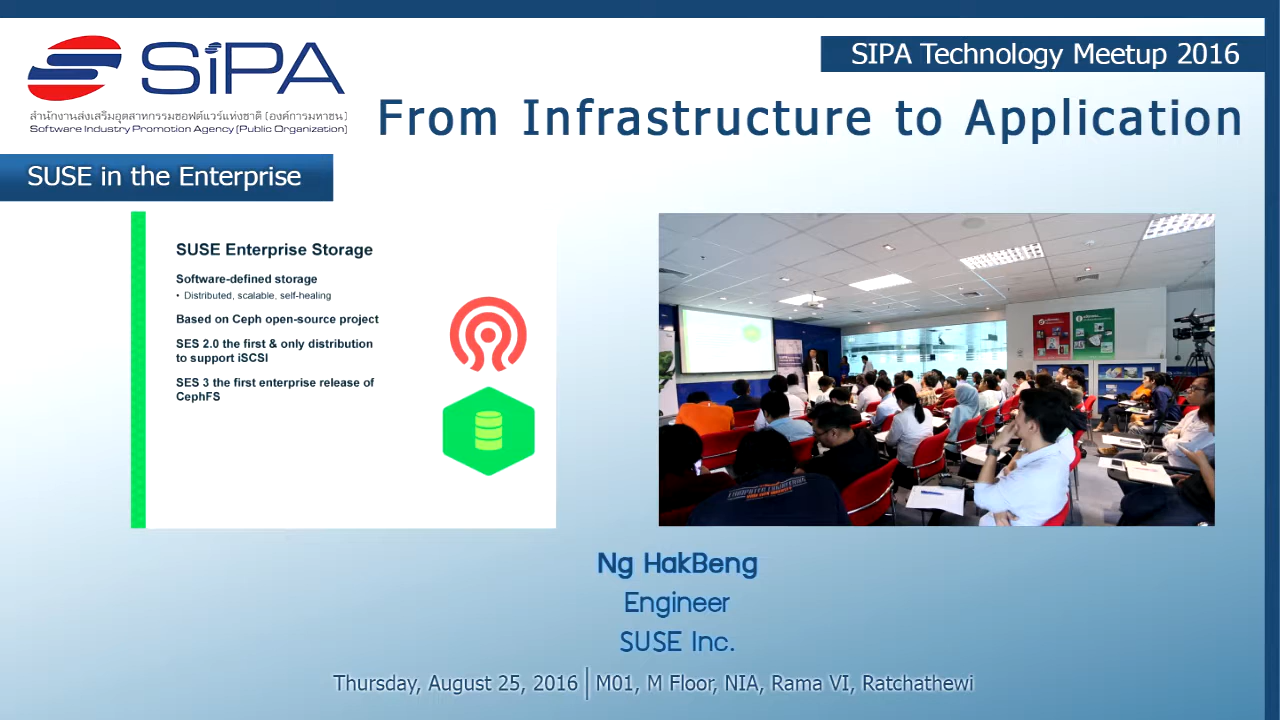 SiPA
สำนักงานส่งเสริมอุตสาหกรรมซอฟต์แวร์แห่งชาติ (องค์การมหาชน)
Software Industry Promotion Agency (Public Organization)
SIPA Technology Meetup 2016
From Infrastructure to Application
SUSE in the Enterprise
SUSE Enterprise Storage
Software-defined storage
• Distributed, scalable, self-healing
Based on Ceph open-source project
SES 2.0 the first & only distribution
to support iSCSI
SES 3 the first enterprise release of
CephFS
COMPUTER ENGINEERING
Ng HakBeng
Engineer
SUSE Inc.
Thursday, August 25, 2016 | M01, M Floor, NIA, Rama VI, Ratchathewi